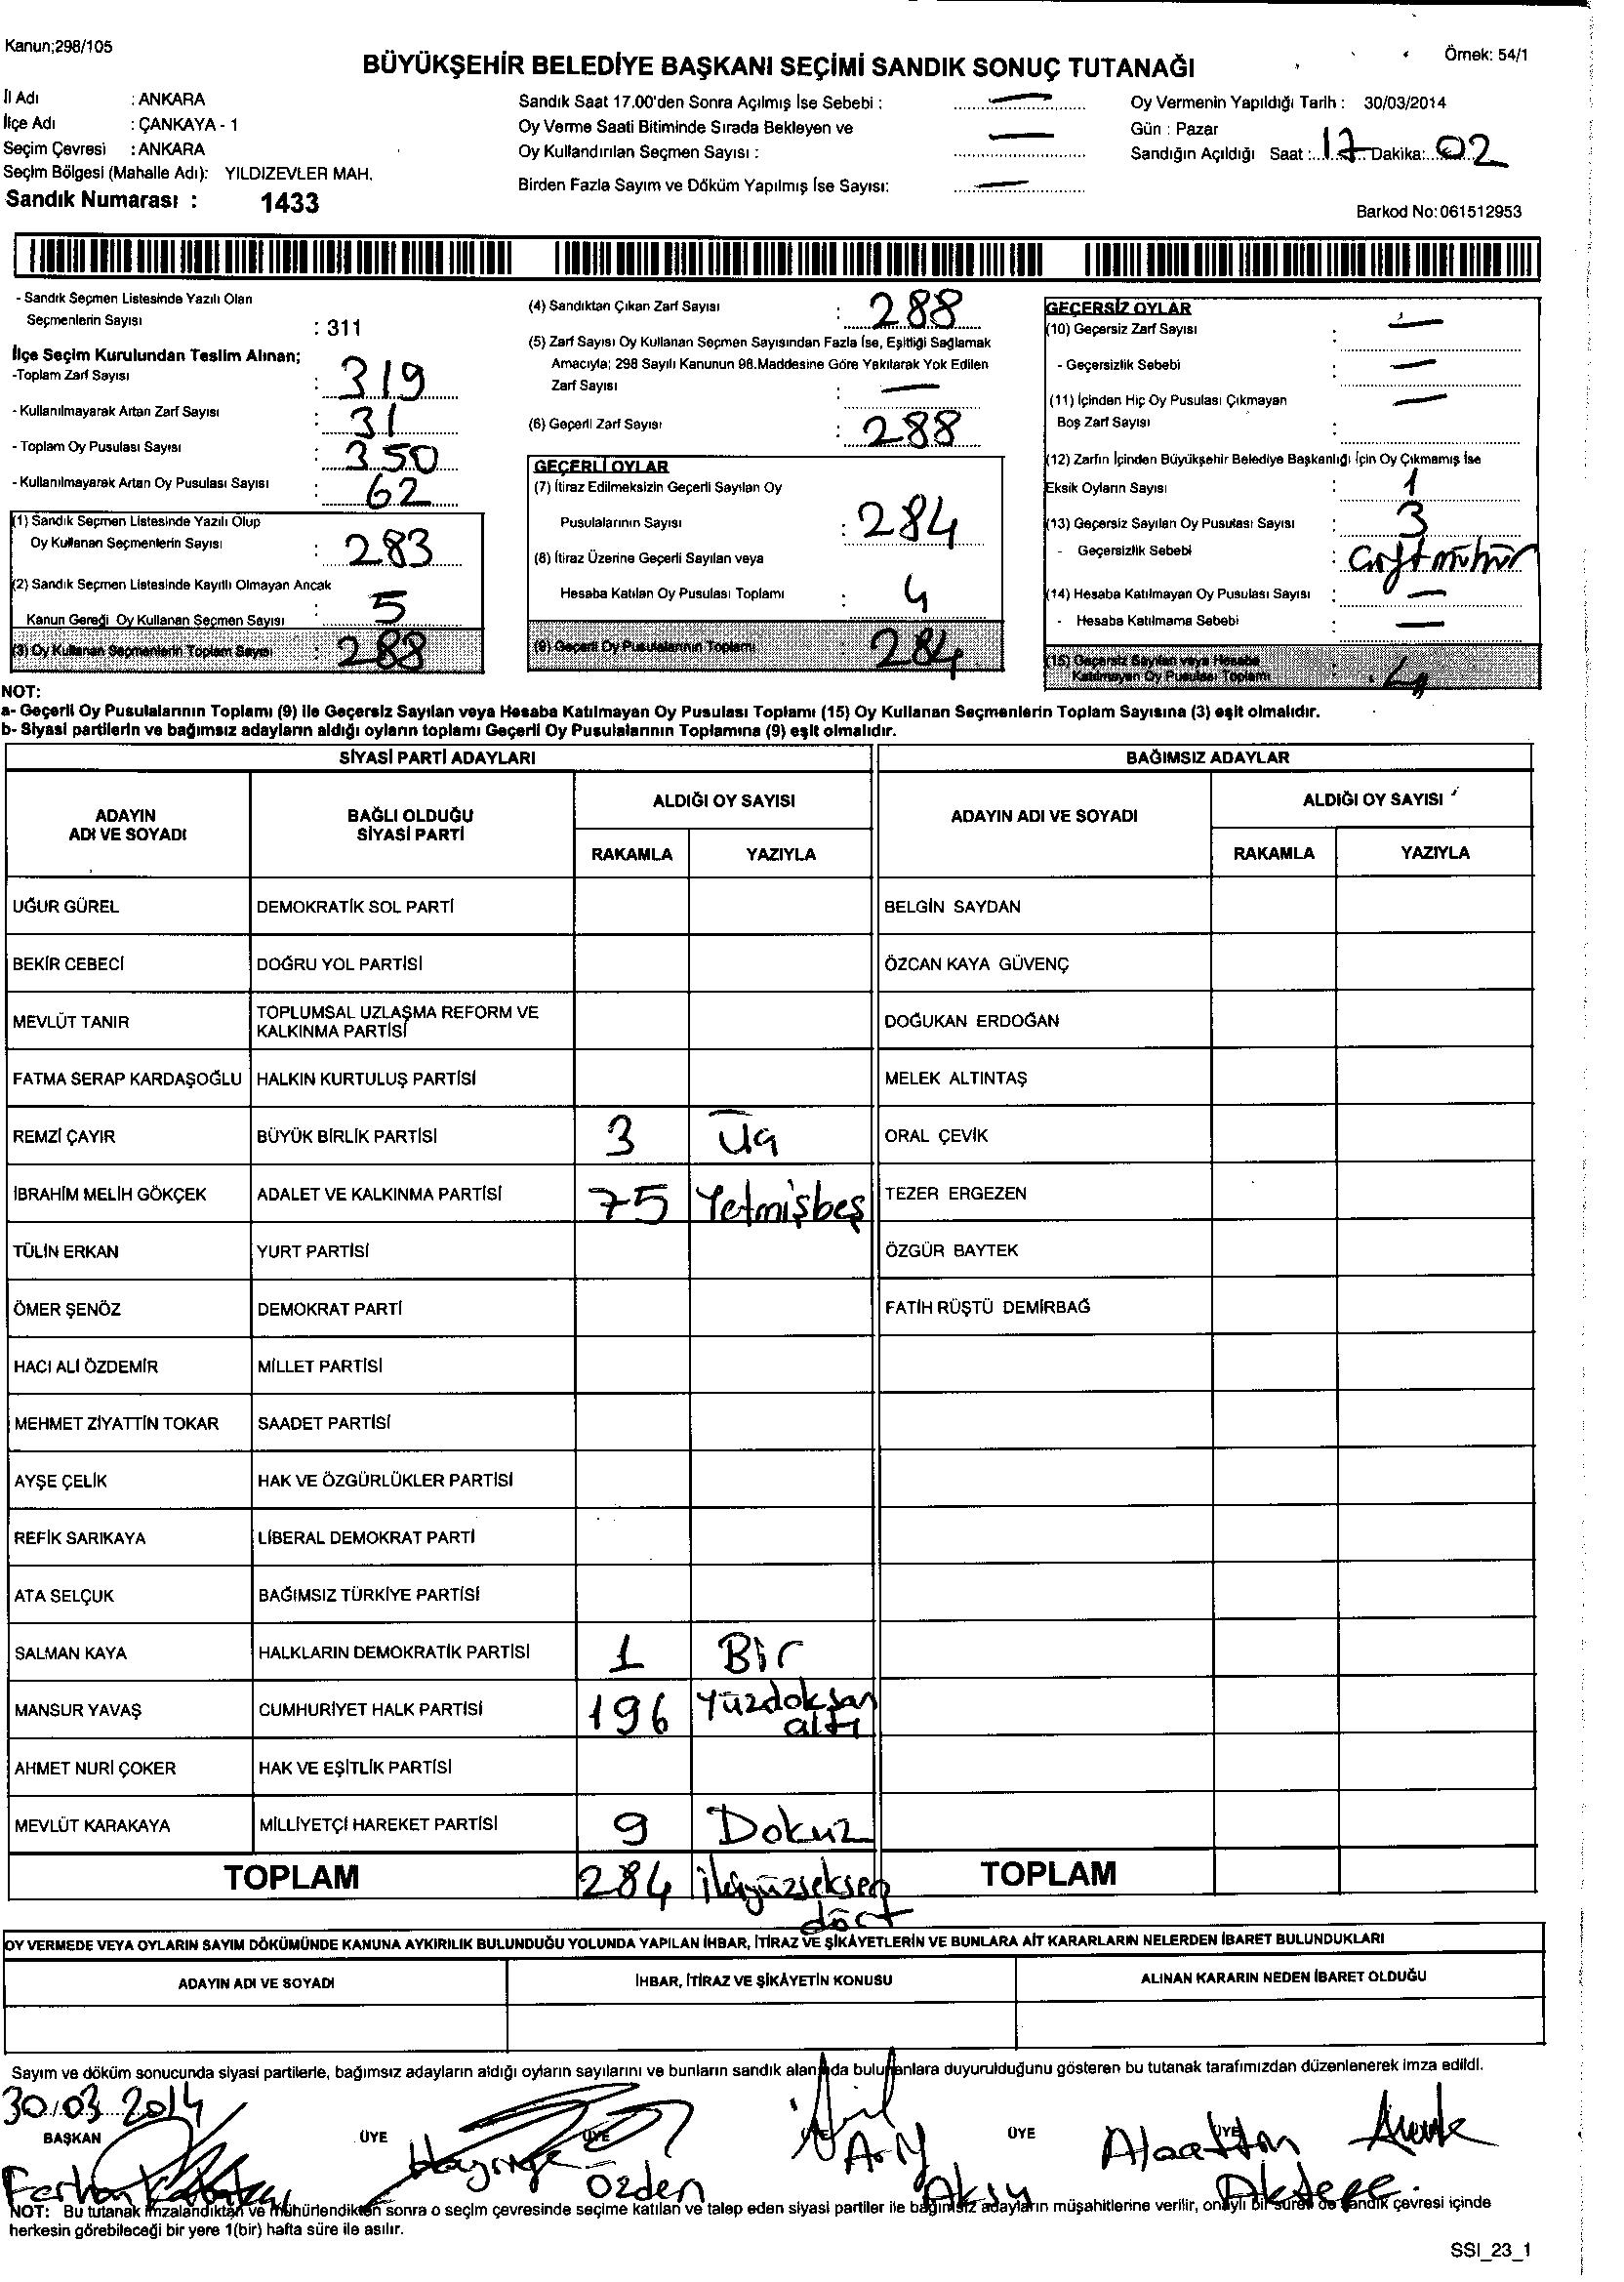 Kanun;298/105
Örnek: 54/1
BÜYÜKŞEHİR BELEDİYE BAŞKANI SEÇİMİ SANDIK SONUÇ TUTANAĞI
İl Adı : ANKARA
İlçe Adı : ÇANKAYA - 1
Seçim Çevresi : ANKARA
Seçim Bölgesi (Mahalle Adı): YILDIZEVLER MAH.
Sandık Numarası : 1433
Sandık Saat 17.00'den Sonra Açılmış İse Sebebi : —
Oy Verme Saati Bitiminde Sırada Bekleyen ve
Oy Kullandırılan Seçmen Sayısı : —
Birden Fazla Sayım ve Döküm Yapılmış İse Sayısı: —
Oy Vermenin Yapıldığı Tarih : 30/03/2014
Gün : Pazar
Sandığın Açıldığı Saat : 17 Dakika: 02
Barkod No:061512953
- Sandık Seçmen Listesinde Yazılı Olan
Seçmenlerin Sayısı : 311
İlçe Seçim Kurulundan Teslim Alınan;
-Toplam Zarf Sayısı : 319
- Kullanılmayarak Artan Zarf Sayısı : 31
- Toplam Oy Pusulası Sayısı : 350
- Kullanılmayarak Artan Oy Pusulası Sayısı : 62
(1) Sandık Seçmen Listesinde Yazılı Olup
Oy Kullanan Seçmenlerin Sayısı : 283
(2) Sandık Seçmen Listesinde Kayıtlı Olmayan Ancak
Kanun Gereği Oy Kullanan Seçmen Sayısı : 5
(3) Oy Kullanan Seçmenlerin Toplam Sayısı : 288
(4) Sandıktan Çıkan Zarf Sayısı : 288
(5) Zarf Sayısı Oy Kullanan Seçmen Sayısından Fazla İse, Eşitliği Sağlamak
Amacıyla; 298 Sayılı Kanunun 98.Maddesine Göre Yakılarak Yok Edilen
Zarf Sayısı : —
(6) Geçerli Zarf Sayısı : 288
GEÇERLİ OYLAR
(7) İtiraz Edilmeksizin Geçerli Sayılan Oy
Pusulalarının Sayısı : 284
(8) İtiraz Üzerine Geçerli Sayılan veya
Hesaba Katılan Oy Pusulası Toplamı : 4
(9) Geçerli Oy Pusulalarının Toplamı : 284
GEÇERSİZ OYLAR
(10) Geçersiz Zarf Sayısı : —
- Geçersizlik Sebebi : —
(11) İçinden Hiç Oy Pusulası Çıkmayan —
Boş Zarf Sayısı :
(12) Zarfın İçinden Büyükşehir Belediye Başkanlığı İçin Oy Çıkmamış İse
Eksik Oyların Sayısı : 1
(13) Geçersiz Sayılan Oy Pusulası Sayısı : 3
- Geçersizlik Sebebi : Çift mühür
(14) Hesaba Katılmayan Oy Pusulası Sayısı : —
- Hesaba Katılmama Sebebi : —
(15) Geçersiz Sayılan veya Hesaba
Katılmayan Oy Pusulası Toplamı : 4
NOT:
a- Geçerli Oy Pusulalarının Toplamı (9) ile Geçersiz Sayılan veya Hesaba Katılmayan Oy Pusulası Toplamı (15) Oy Kullanan Seçmenlerin Toplam Sayısına (3) eşit olmalıdır.
b- Siyasi partilerin ve bağımsız adayların aldığı oyların toplamı Geçerli Oy Pusulalarının Toplamına (9) eşit olmalıdır.
SİYASİ PARTİ ADAYLARI BAĞIMSIZ ADAYLAR
ADAYIN ADI VE SOYADI BAĞLI OLDUĞU SİYASİ PARTİ ALDIĞI OY SAYISI ADAYIN ADI VE SOYADI ALDIĞI OY SAYISI
RAKAMLA YAZIYLA RAKAMLA YAZIYLA
UĞUR GÜREL DEMOKRATİK SOL PARTİ BELGİN SAYDAN
BEKİR CEBECİ DOĞRU YOL PARTİSİ ÖZCAN KAYA GÜVENÇ
MEVLÜT TANIR TOPLUMSAL UZLAŞMA REFORM VE KALKINMA PARTİSİ DOĞUKAN ERDOĞAN
FATMA SERAP KARDAŞOĞLU HALKIN KURTULUŞ PARTİSİ MELEK ALTINTAŞ
REMZİ ÇAYIR BÜYÜK BİRLİK PARTİSİ 3 Üç ORAL ÇEVİK
İBRAHİM MELİH GÖKÇEK ADALET VE KALKINMA PARTİSİ 75 Yetmişbeş TEZER ERGEZEN
TÜLİN ERKAN YURT PARTİSİ ÖZGÜR BAYTEK
ÖMER ŞENÖZ DEMOKRAT PARTİ FATİH RÜŞTÜ DEMİRBAĞ
HACI ALİ ÖZDEMİR MİLLET PARTİSİ
MEHMET ZİYATTİN TOKAR SAADET PARTİSİ
AYŞE ÇELİK HAK VE ÖZGÜRLÜKLER PARTİSİ
REFİK SARIKAYA LİBERAL DEMOKRAT PARTİ
ATA SELÇUK BAĞIMSIZ TÜRKİYE PARTİSİ
SALMAN KAYA HALKLARIN DEMOKRATİK PARTİSİ 1 Bir
MANSUR YAVAŞ CUMHURİYET HALK PARTİSİ 196 Yüzdoksan altı
AHMET NURİ ÇOKER HAK VE EŞİTLİK PARTİSİ
MEVLÜT KARAKAYA MİLLİYETÇİ HAREKET PARTİSİ 9 Dokuz
TOPLAM 284 İkiyüzseksen dört TOPLAM
OY VERMEDE VEYA OYLARIN SAYIM DÖKÜMÜNDE KANUNA AYKIRILIK BULUNDUĞU YOLUNDA YAPILAN İHBAR, İTİRAZ VE ŞİKÂYETLERİN VE BUNLARA AİT KARARLARIN NELERDEN İBARET BULUNDUKLARI
ADAYIN ADI VE SOYADI İHBAR, İTİRAZ VE ŞİKÂYETİN KONUSU ALINAN KARARIN NEDEN İBARET OLDUĞU
Sayım ve döküm sonucunda siyasi partilerle, bağımsız adayların aldığı oyların sayılarını ve bunların sandık alanında bulunanlara duyurulduğunu gösteren bu tutanak tarafımızdan düzenlenerek imza edildi.
30/03 2014
BAŞKAN ÜYE ÜYE ÜYE ÜYE ÜYE
Özden Alaattin
Aksu Aktepe
NOT: Bu tutanak imzalandıktan ve mühürlendikten sonra o seçim çevresinde seçime katılan ve talep eden siyasi partiler ile bağımsız adayların müşahitlerine verilir, onaylı bir sureti de sandık çevresi içinde
herkesin görebileceği bir yere 1(bir) hafta süre ile asılır.
SSI_23_1